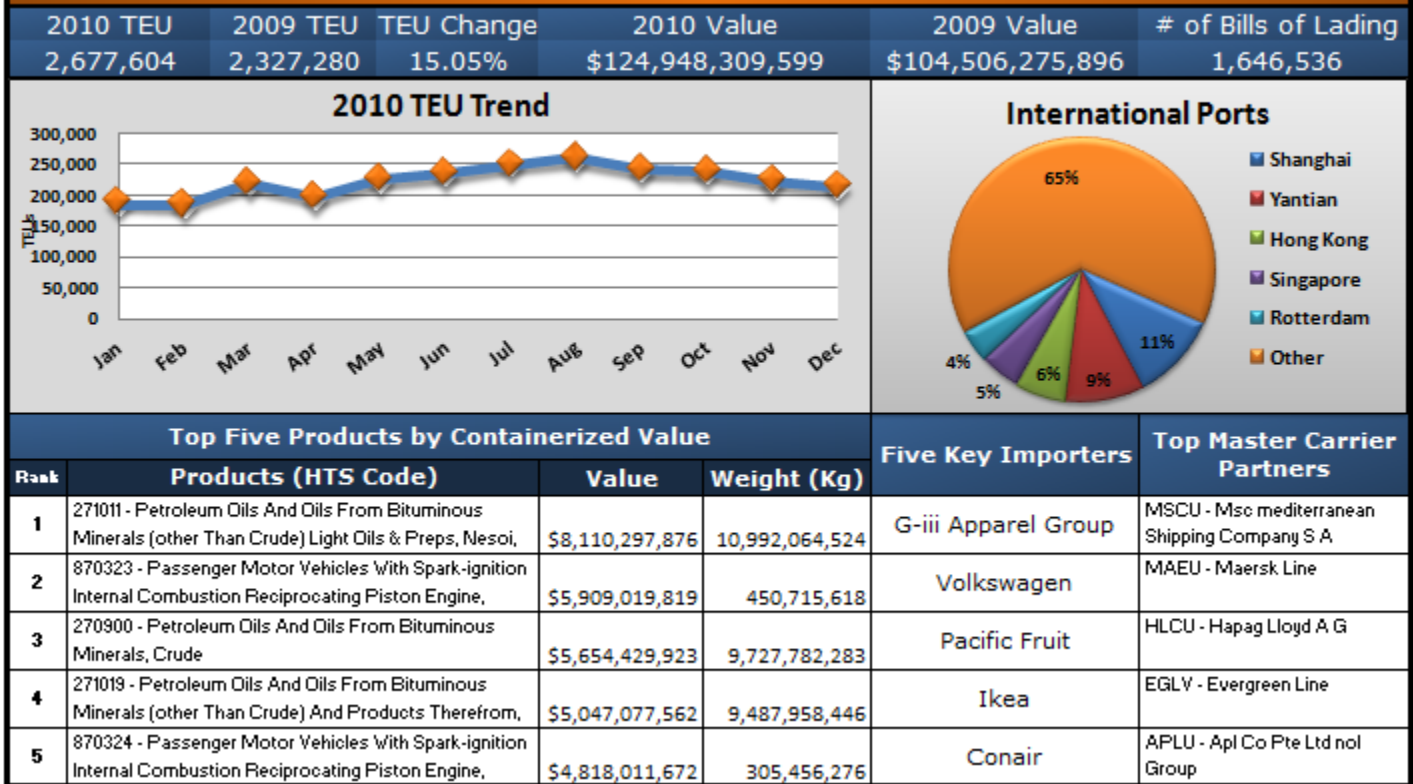 2010 TEU 2009 TEU TEU Change 2010 Value 2009 Value # of Bills of Lading
2,677,604 2,327,280 15.05% $124,948,309,599 $104,506,275,896 1,646,536
2010 TEU Trend
300,000
250,000
200,000
150,000
100,000
50,000
0
TEUs
Jan Feb Mar Apr May Jun Jul Aug Sep Oct Nov Dec
International Ports
65%
11%
9%
6%
5%
4%
Shanghai
Yantian
Hong Kong
Singapore
Rotterdam
Other
Top Five Products by Containerized Value
Rank Products (HTS Code) Value Weight (Kg)
1 271011 - Petroleum Oils And Oils From Bituminous
Minerals (other Than Crude) Light Oils & Preps, Nesoi, $8,110,297,876 10,992,064,524
2 870323 - Passenger Motor Vehicles With Spark-ignition
Internal Combustion Reciprocating Piston Engine, $5,909,019,819 450,715,618
3 270900 - Petroleum Oils And Oils From Bituminous
Minerals, Crude $5,654,429,923 9,727,782,283
4 271019 - Petroleum Oils And Oils From Bituminous
Minerals (other Than Crude) And Products Therefrom, $5,047,077,562 9,487,958,446
5 870324 - Passenger Motor Vehicles With Spark-ignition
Internal Combustion Reciprocating Piston Engine, $4,818,011,672 305,456,276
Five Key Importers
G-iii Apparel Group
Volkswagen
Pacific Fruit
Ikea
Conair
Top Master Carrier
Partners
MSCU - Msc mediterranean
Shipping Company S A
MAEU - Maersk Line
HLCU - Hapag Lloyd A G
EGLV - Evergreen Line
APLU - Apl Co Pte Ltd nol
Group